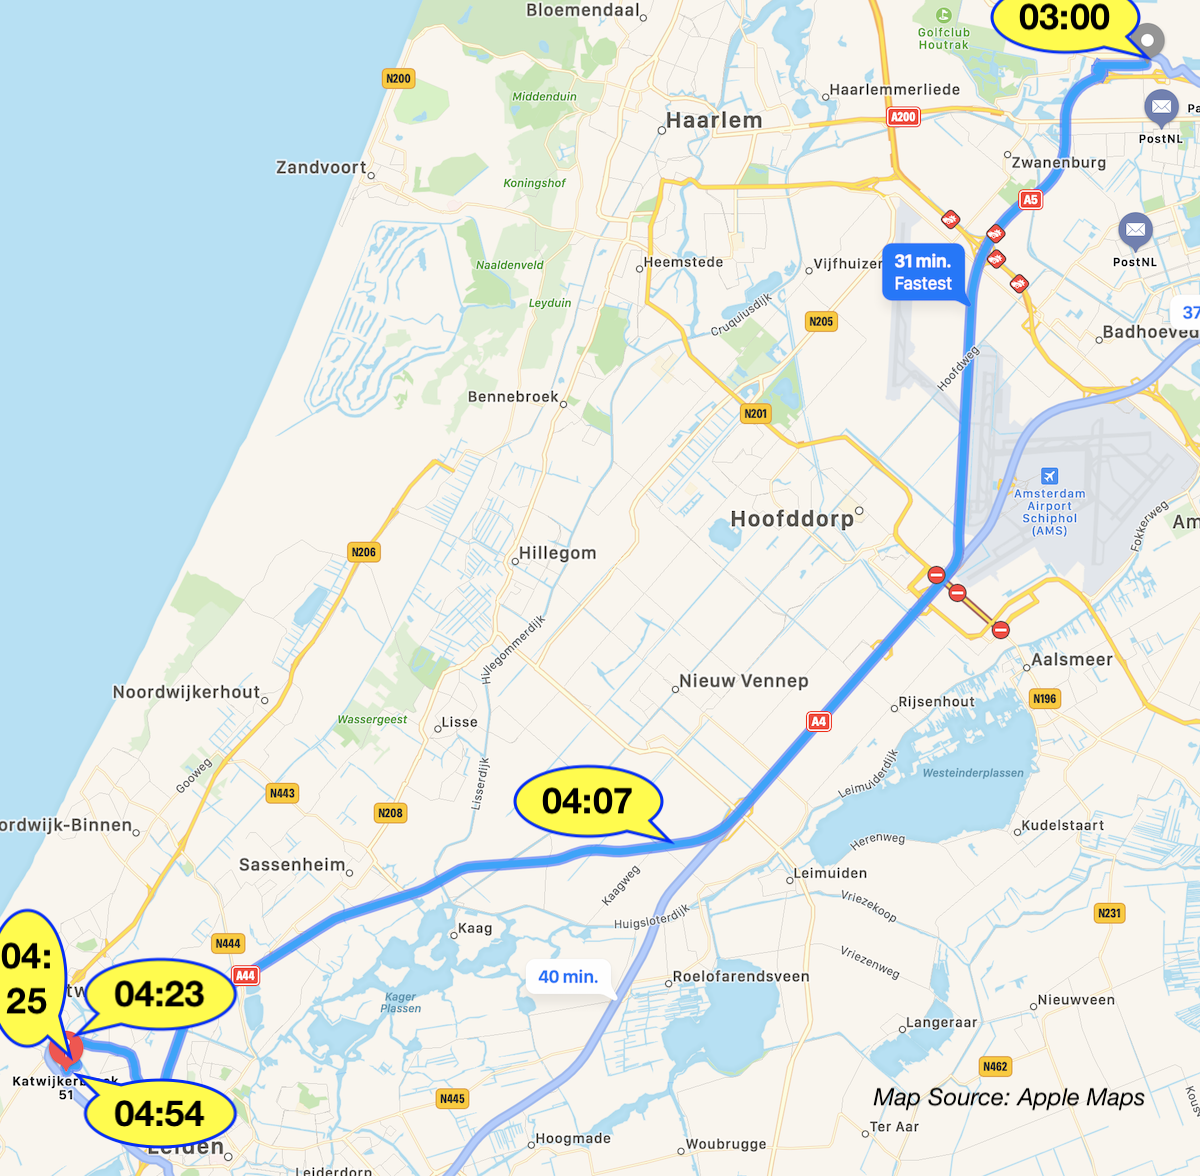 Bloemendaal
03:00
Golfclub
Houtrak
N200
Middenduin
Haarlemmerliede
Haarlem
A200
PostNL
Zandvoort
Zwanenburg
Koningshof
A5
31 min.
Fastest
Heemstede
Vijfhuizen
Naaldenveld
PostNL
Leyduin
Cruquiusdijk
N205
37
Badhoeved
Hoofdweg
Bennebroek
N201
Amsterdam
Airport
Schiphol
(AMS)
Hoofddorp
Am
Fokkerweg
N206
Hillegom
Hillegommerdijk
Aalsmeer
Nieuw Vennep
Noordwijkerhout
Rijsenhout
N196
Wassergeest
Lisse
A4
Leimuiderdijk
Westeinderplassen
Gooweg
Lisserdijk
N443
04:07
N208
ordwijk-Binnen
Kudelstaart
Herenweg
Sassenheim
Leimuiden
Kaagweg
Vriezekoop
Huigsloterdijk
N231
Kaag
N444
04:
25
04:23
A44
40 min.
Roelofarendsveen
Vriezenweg
Kager
Plassen
Nieuwveen
Langeraar
N462
Katwijkerbroek
51
04:54
N445
Map Source: Apple Maps
Kous
Ter Aar
Hoogmade
Woubrugge
Leiden
Leiderdorp